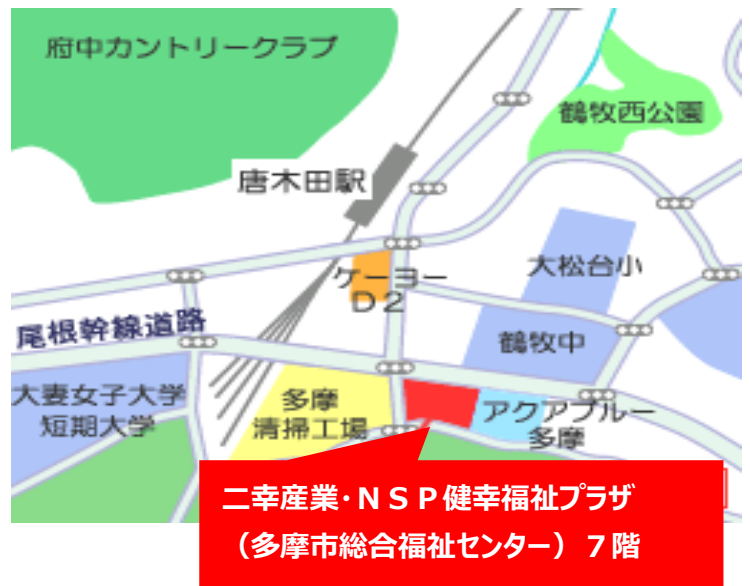 府中カントリークラブ
鶴牧西公園
唐木田駅
ケーヨー
D2
大松台小
尾根幹線道路
鶴牧中
大妻女子大学
短期大学
多摩
清掃工場
アクアブルー
多摩
二幸産業・NSP健幸福祉プラザ
（多摩市総合福祉センター）7階